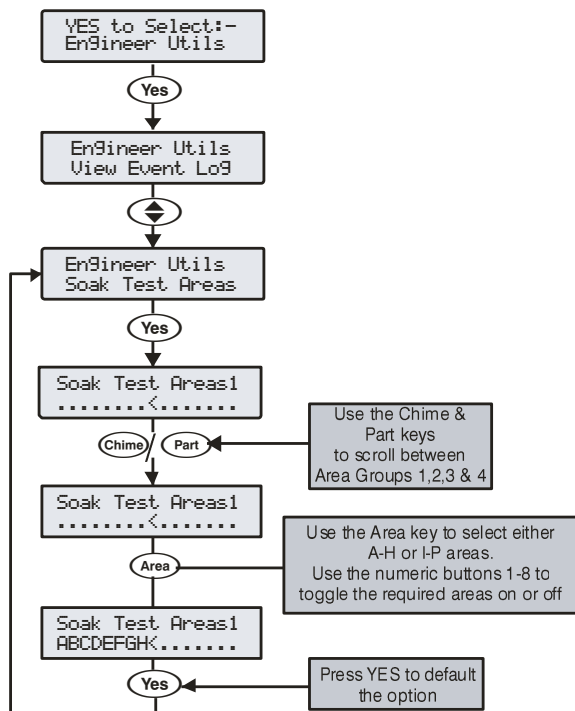 YES to Select:-
Engineer Utils
Yes
Engineer Utils
View Event Log
Engineer Utils
Soak Test Areas
Yes
Soak Test Areas1
........<.......
Chime / Part
Use the Chime &
Part keys
to scroll between
Area Groups 1,2,3 & 4
Soak Test Areas1
........<.......
Area
Use the Area key to select either
A-H or I-P areas.
Use the numeric buttons 1-8 to
toggle the required areas on or off
Soak Test Areas1
ABCDEFGH<.......
Yes
Press YES to default
the option